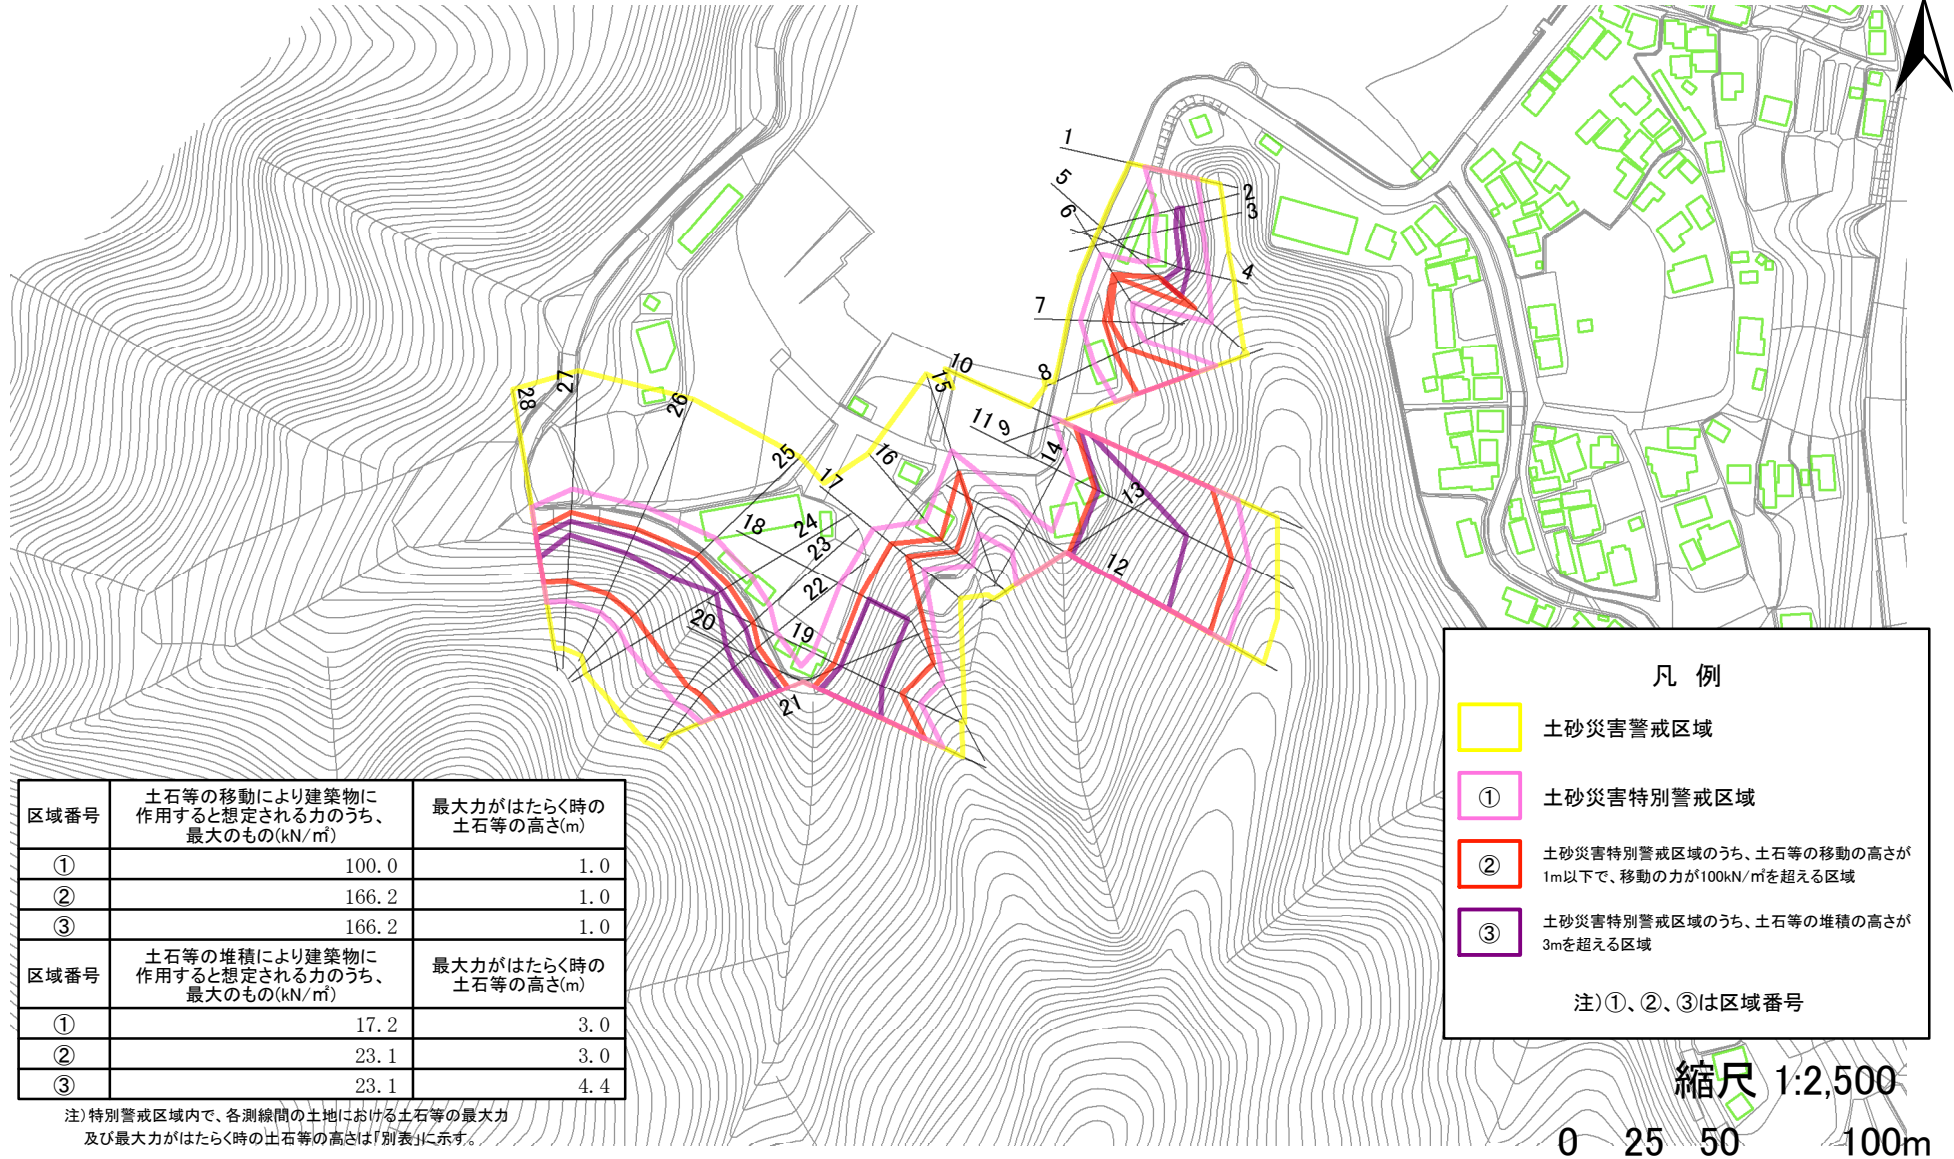 1
2
3
5
6
4
7
10
15
8
27
28
26
11
9
14
16
25
17
13
18
24
23
12
22
20
19
21
区域番号
土石等の移動により建築物に
作用すると想定される力のうち、
最大のもの(kN/㎡)
最大力がはたらく時の
土石等の高さ(m)
① 100.0 1.0
② 166.2 1.0
③ 166.2 1.0
区域番号
土石等の堆積により建築物に
作用すると想定される力のうち、
最大のもの(kN/㎡)
最大力がはたらく時の
土石等の高さ(m)
① 17.2 3.0
② 23.1 3.0
③ 23.1 4.4
注)特別警戒区域内で、各測線間の土地における土石等の最大力
及び最大力がはたらく時の土石等の高さは「別表」に示す。
凡 例
土砂災害警戒区域
① 土砂災害特別警戒区域
② 土砂災害特別警戒区域のうち、土石等の移動の高さが
1m以下で、移動の力が100kN/㎡を超える区域
③ 土砂災害特別警戒区域のうち、土石等の堆積の高さが
3mを超える区域
注)①、②、③は区域番号
縮尺 1:2,500
0 25 50 100m